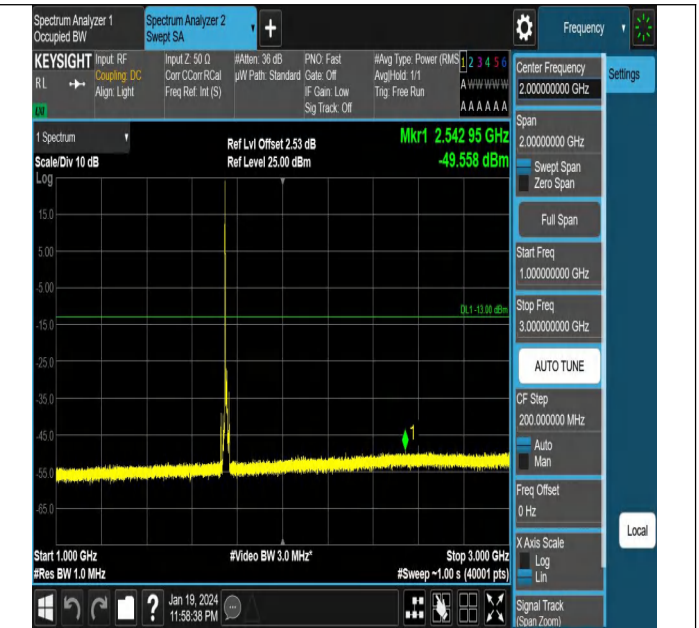 Spectrum Analyzer 1
Occupied BW
Spectrum Analyzer 2
Swept SA
+
Frequency
KEYSIGHT
RL
Input: RF
Coupling: DC
Align: Light
Input Z: 50 Ω
Corr CCorr RCal
Freq Ref: Int (S)
#Atten: 36 dB
µW Path: Standard
PNO: Fast
Gate: Off
IF Gain: Low
Sig Track: Off
#Avg Type: Power (RMS
Avg|Hold: 1/1
Trig: Free Run
1 2 3 4 5 6
A W W W W W
A A A A A A
1 Spectrum
Scale/Div 10 dB
Log
Ref Lvl Offset 2.53 dB
Ref Level 25.00 dBm
Mkr1 2.542 95 GHz
-49.558 dBm
15.0
5.00
-5.00
-15.0
-25.0
-35.0
-45.0
-55.0
-65.0
DL1 -13.00 dBm
1
Start 1.000 GHz
#Res BW 1.0 MHz
#Video BW 3.0 MHz*
Stop 3.000 GHz
#Sweep ~1.00 s (40001 pts)
Center Frequency
2.000000000 GHz
Settings
Span
2.00000000 GHz
Swept Span
Zero Span
Full Span
Start Freq
1.000000000 GHz
Stop Freq
3.000000000 GHz
AUTO TUNE
CF Step
200.000000 MHz
Auto
Man
Freq Offset
0 Hz
X Axis Scale
Log
Lin
Signal Track
(Span Zoom)
Local
?
Jan 19, 2024
11:58:38 PM